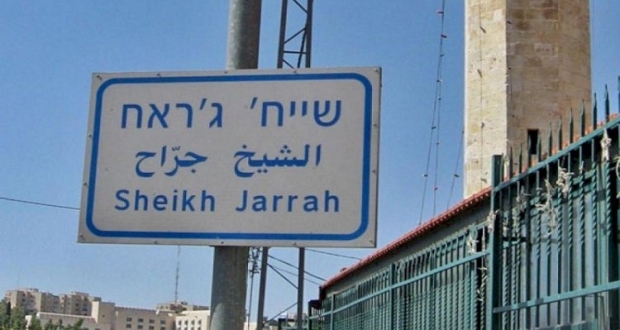 שייח' ג'ראח
الشيخ جرّاح
Sheikh Jarrah